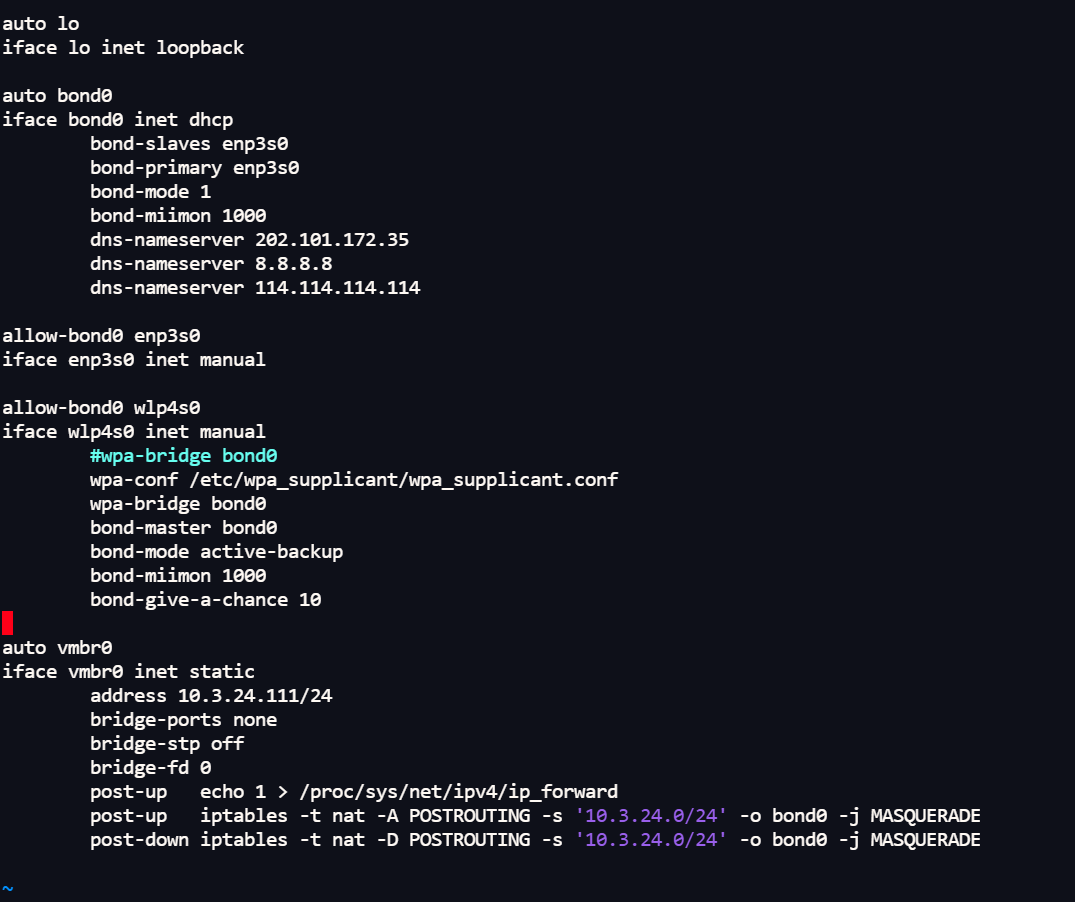 auto lo
iface lo inet loopback
auto bond0
iface bond0 inet dhcp
bond-slaves enp3s0
bond-primary enp3s0
bond-mode 1
bond-miimon 1000
dns-nameserver 202.101.172.35
dns-nameserver 8.8.8.8
dns-nameserver 114.114.114.114
allow-bond0 enp3s0
iface enp3s0 inet manual
allow-bond0 wlp4s0
iface wlp4s0 inet manual
#wpa-bridge bond0
wpa-conf /etc/wpa_supplicant/wpa_supplicant.conf
wpa-bridge bond0
bond-master bond0
bond-mode active-backup
bond-miimon 1000
bond-give-a-chance 10
auto vmbr0
iface vmbr0 inet static
address 10.3.24.111/24
bridge-ports none
bridge-stp off
bridge-fd 0
post-up   echo 1 > /proc/sys/net/ipv4/ip_forward
post-up   iptables -t nat -A POSTROUTING -s '10.3.24.0/24' -o bond0 -j MASQUERADE
post-down iptables -t nat -D POSTROUTING -s '10.3.24.0/24' -o bond0 -j MASQUERADE
~